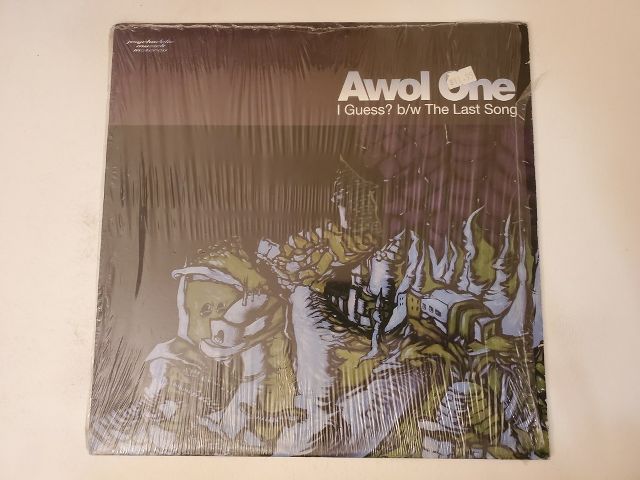 Awol One
I Guess? b/w The Last Song